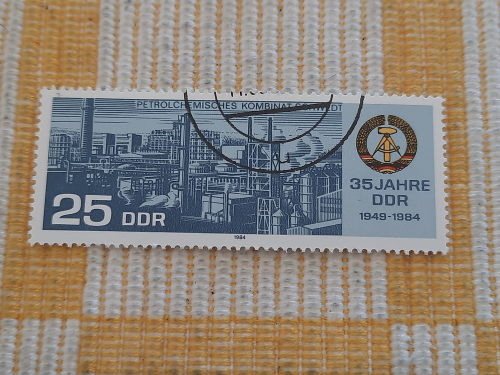 PETROLCHEMISCHES KOMBINAT SCHWEDT
25 DDR
35 JAHRE
DDR
1949-1984
1984